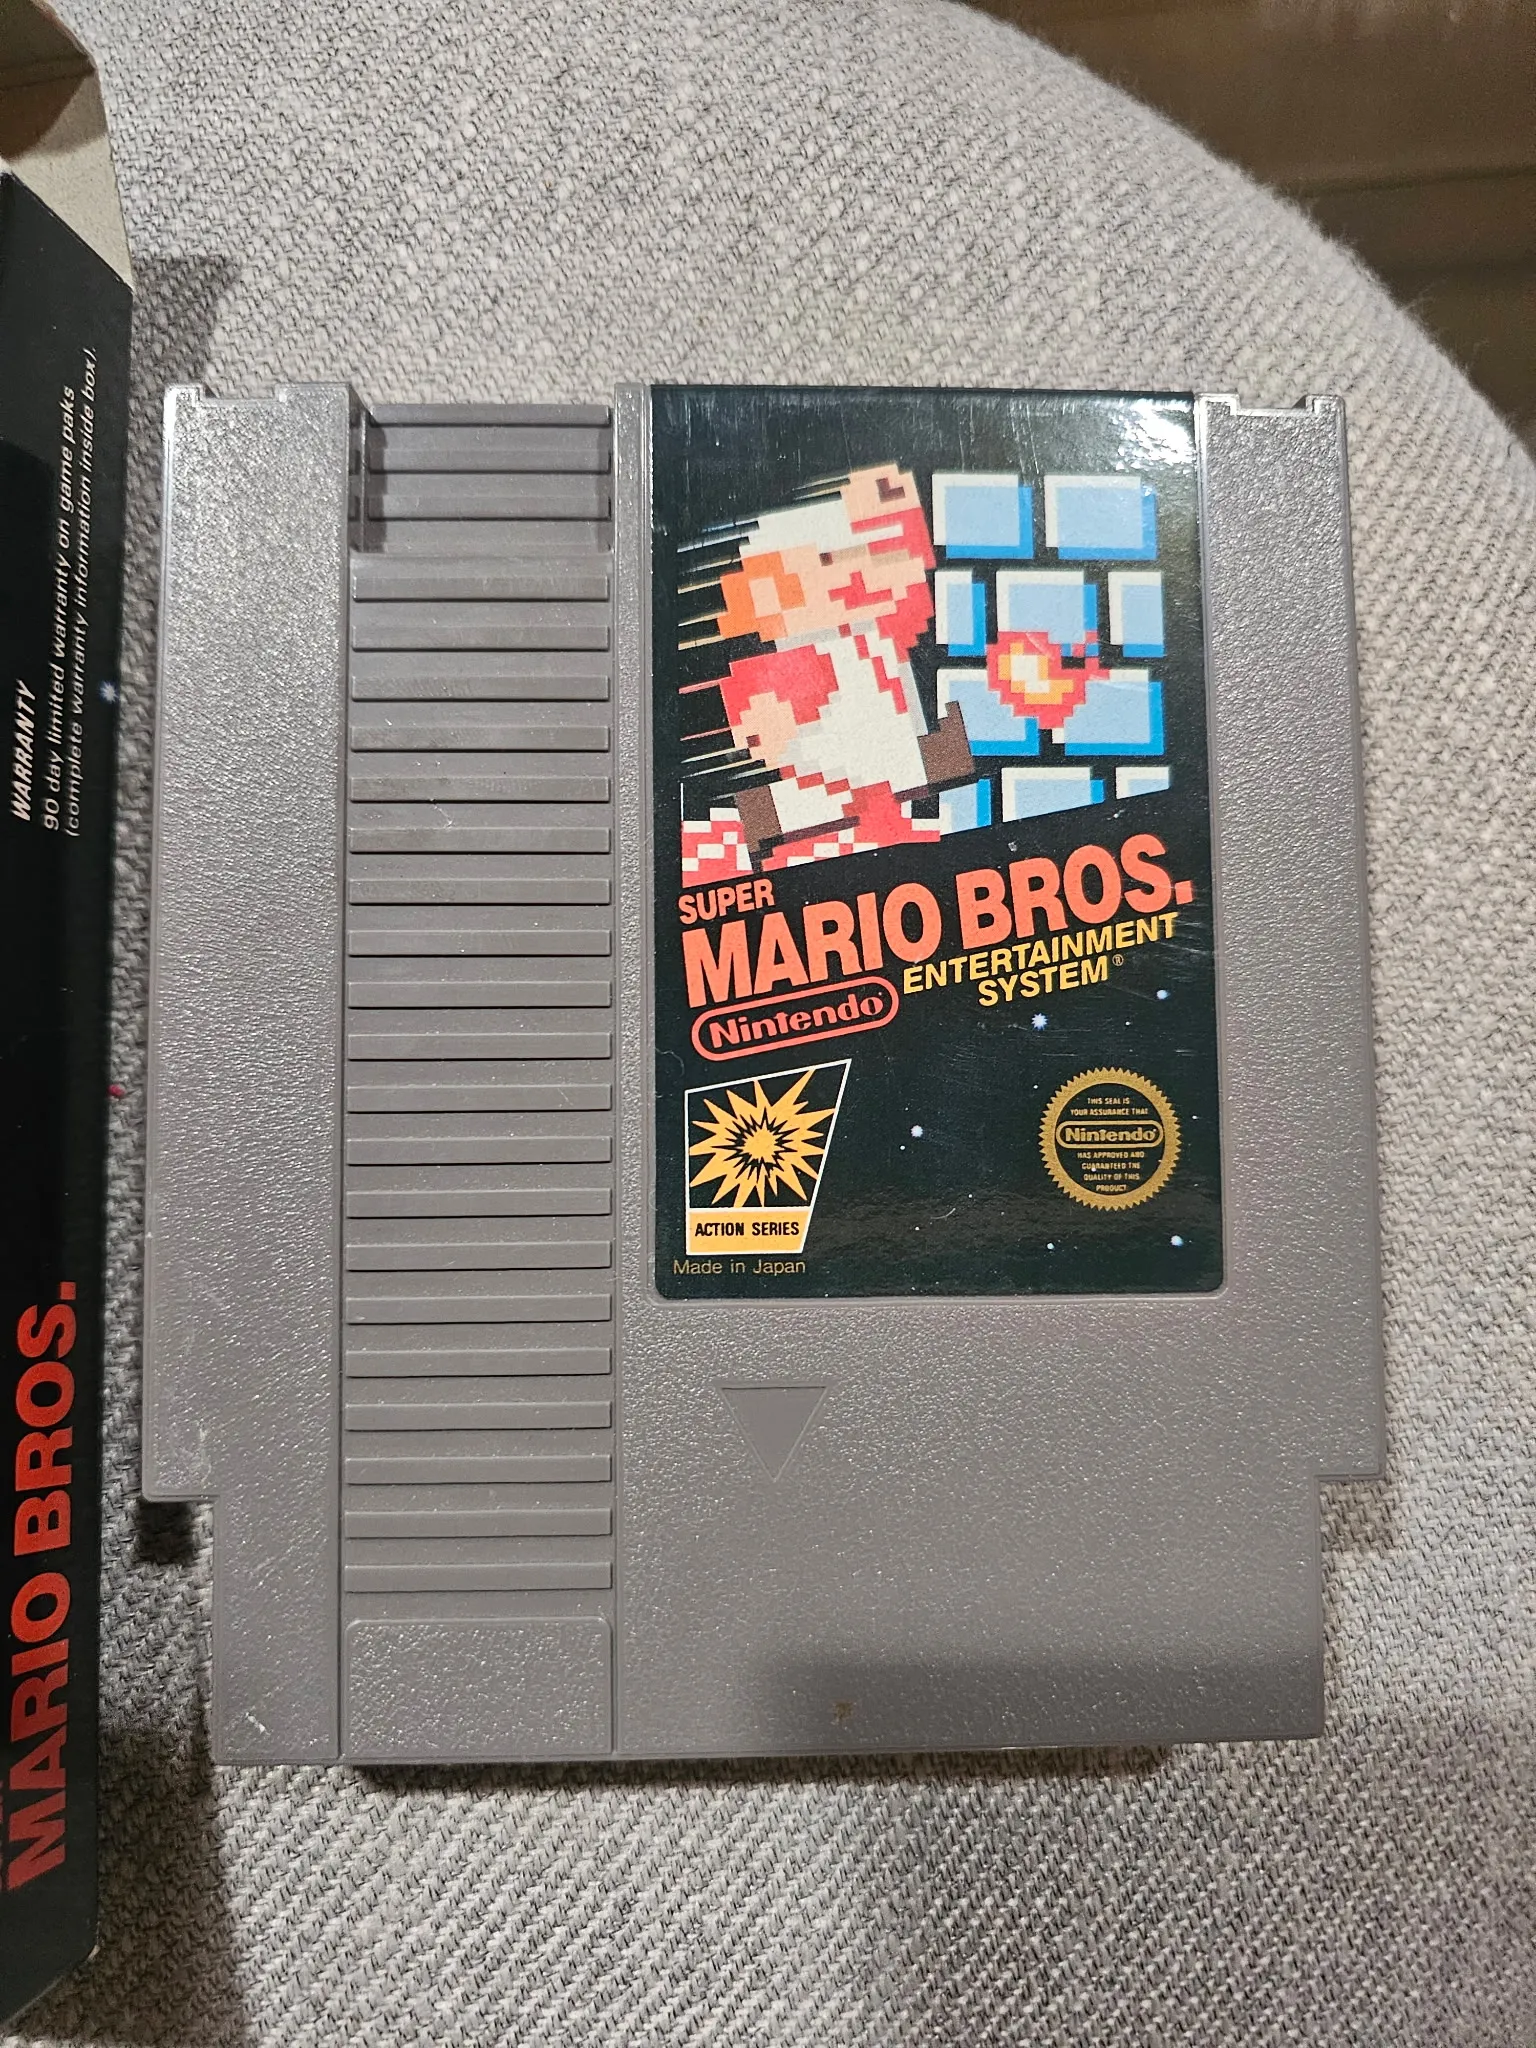 WARRANTY
90 day limited warranty on game paks
(complete warranty information inside box).
MARIO BROS.
SUPER
MARIO BROS.
ENTERTAINMENT
SYSTEM®
Nintendo
ACTION SERIES
Made in Japan
THIS SEAL IS
YOUR ASSURANCE THAT
Nintendo
HAS APPROVED AND
GUARANTEED THE
QUALITY OF THIS
PRODUCT.